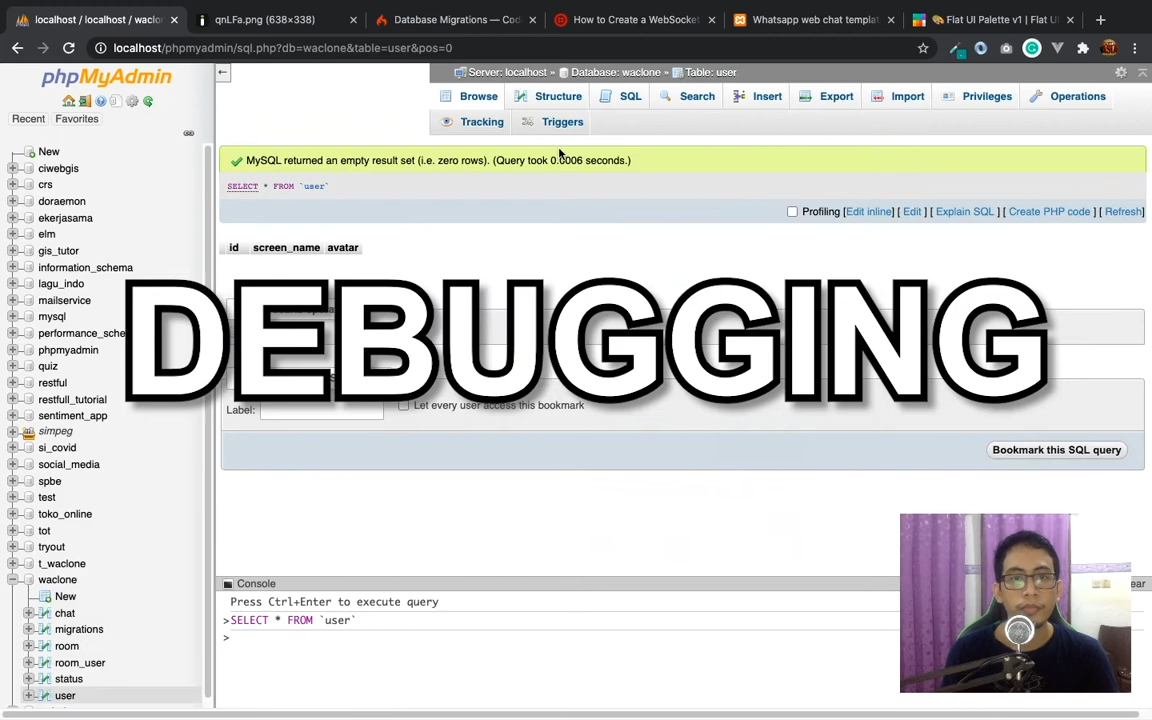 localhost / localhost / waclon
qnLFa.png (638×338)
Database Migrations — Cod
How to Create a WebSocket
Whatsapp web chat templat
Flat UI Palette v1 | Flat UI
localhost/phpmyadmin/sql.php?db=waclone&table=user&pos=0
phpMyAdmin
Recent Favorites
New
ciwebgis
crs
doraemon
ekerjasama
elm
gis_tutor
information_schema
lagu_indo
mailservice
mysql
performance_sche
phpmyadmin
quiz
restful
restfull_tutorial
sentiment_app
simpeg
si_covid
social_media
spbe
test
toko_online
tot
tryout
t_waclone
waclone
New
chat
migrations
room
room_user
status
user
Server: localhost » Database: waclone » Table: user
Browse Structure SQL Search Insert Export Import Privileges Operations
Tracking Triggers
MySQL returned an empty result set (i.e. zero rows). (Query took 0.0006 seconds.)
SELECT * FROM `user`
Profiling [Edit inline] [ Edit ] [ Explain SQL ] [ Create PHP code ] [ Refresh]
id screen_name avatar
DEBUGGING
Label: Let every user access this bookmark
Bookmark this SQL query
Console
Press Ctrl+Enter to execute query
>SELECT * FROM `user`
>